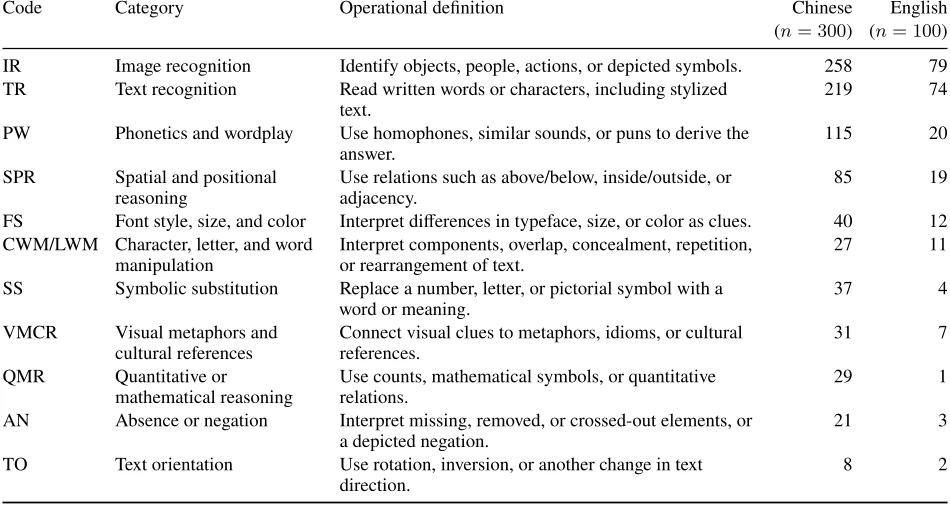 Code Category Operational definition Chinese English
(n = 300) (n = 100)
IR Image recognition Identify objects, people, actions, or depicted symbols. 258 79
TR Text recognition Read written words or characters, including stylized 219 74
text.
PW Phonetics and wordplay Use homophones, similar sounds, or puns to derive the 115 20
answer.
SPR Spatial and positional Use relations such as above/below, inside/outside, or 85 19
reasoning adjacency.
FS Font style, size, and color Interpret differences in typeface, size, or color as clues. 40 12
CWM/LWM Character, letter, and word Interpret components, overlap, concealment, repetition, 27 11
manipulation or rearrangement of text.
SS Symbolic substitution Replace a number, letter, or pictorial symbol with a 37 4
word or meaning.
VMCR Visual metaphors and Connect visual clues to metaphors, idioms, or cultural 31 7
cultural references references.
QMR Quantitative or Use counts, mathematical symbols, or quantitative 29 1
mathematical reasoning relations.
AN Absence or negation Interpret missing, removed, or crossed-out elements, or 21 3
a depicted negation.
TO Text orientation Use rotation, inversion, or another change in text 8 2
direction.